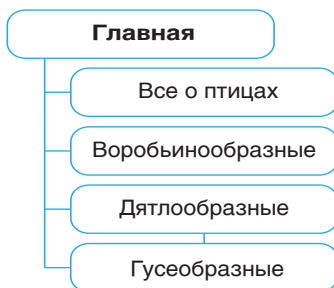 Главная
Все о птицах
Воробьинообразные
Дятлообразные
Гусеобразные